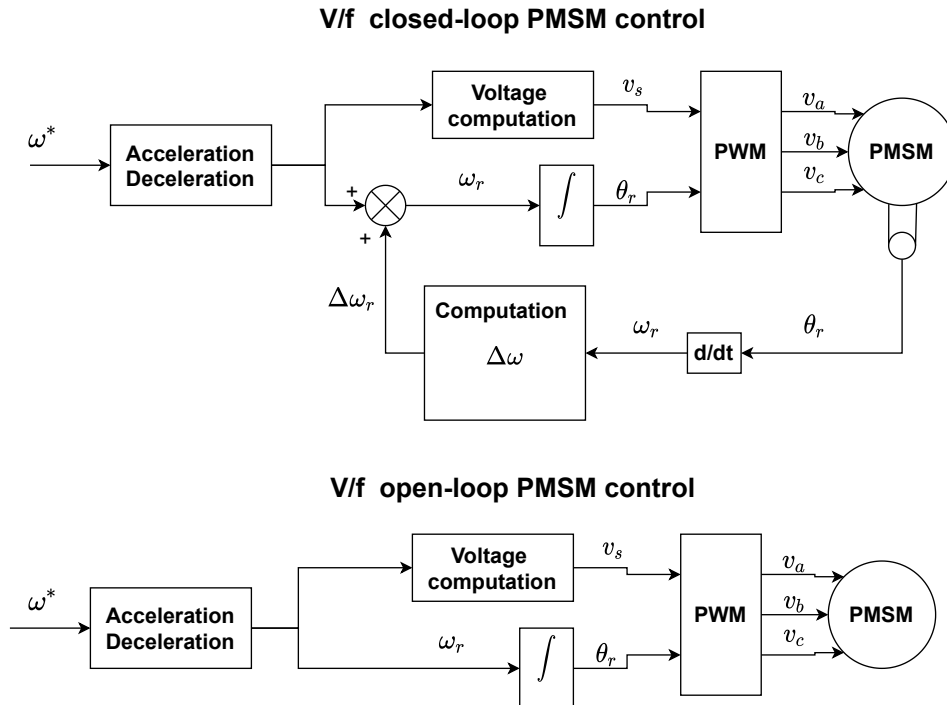 V/f closed-loop PMSM control
ω*
Acceleration
Deceleration
Voltage
computation
v_s
PWM
v_a
v_b
v_c
PMSM
+
+
ω_r
∫
θ_r
Δω_r
Computation
Δω
ω_r
d/dt
θ_r
V/f open-loop PMSM control
ω*
Acceleration
Deceleration
Voltage
computation
v_s
PWM
v_a
v_b
v_c
PMSM
ω_r
∫
θ_r